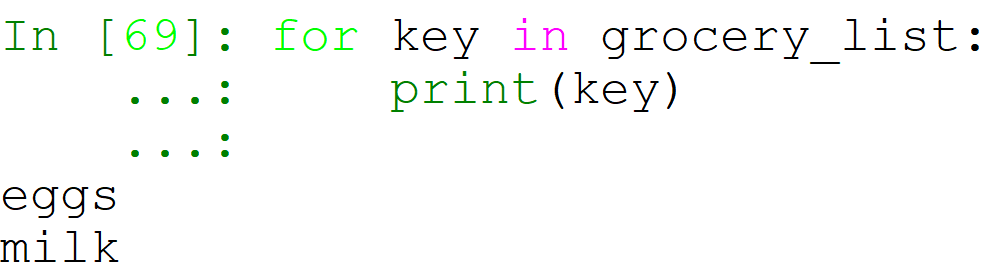 In [69]: for key in grocery_list:
    ...:     print(key)
    ...:
eggs
milk